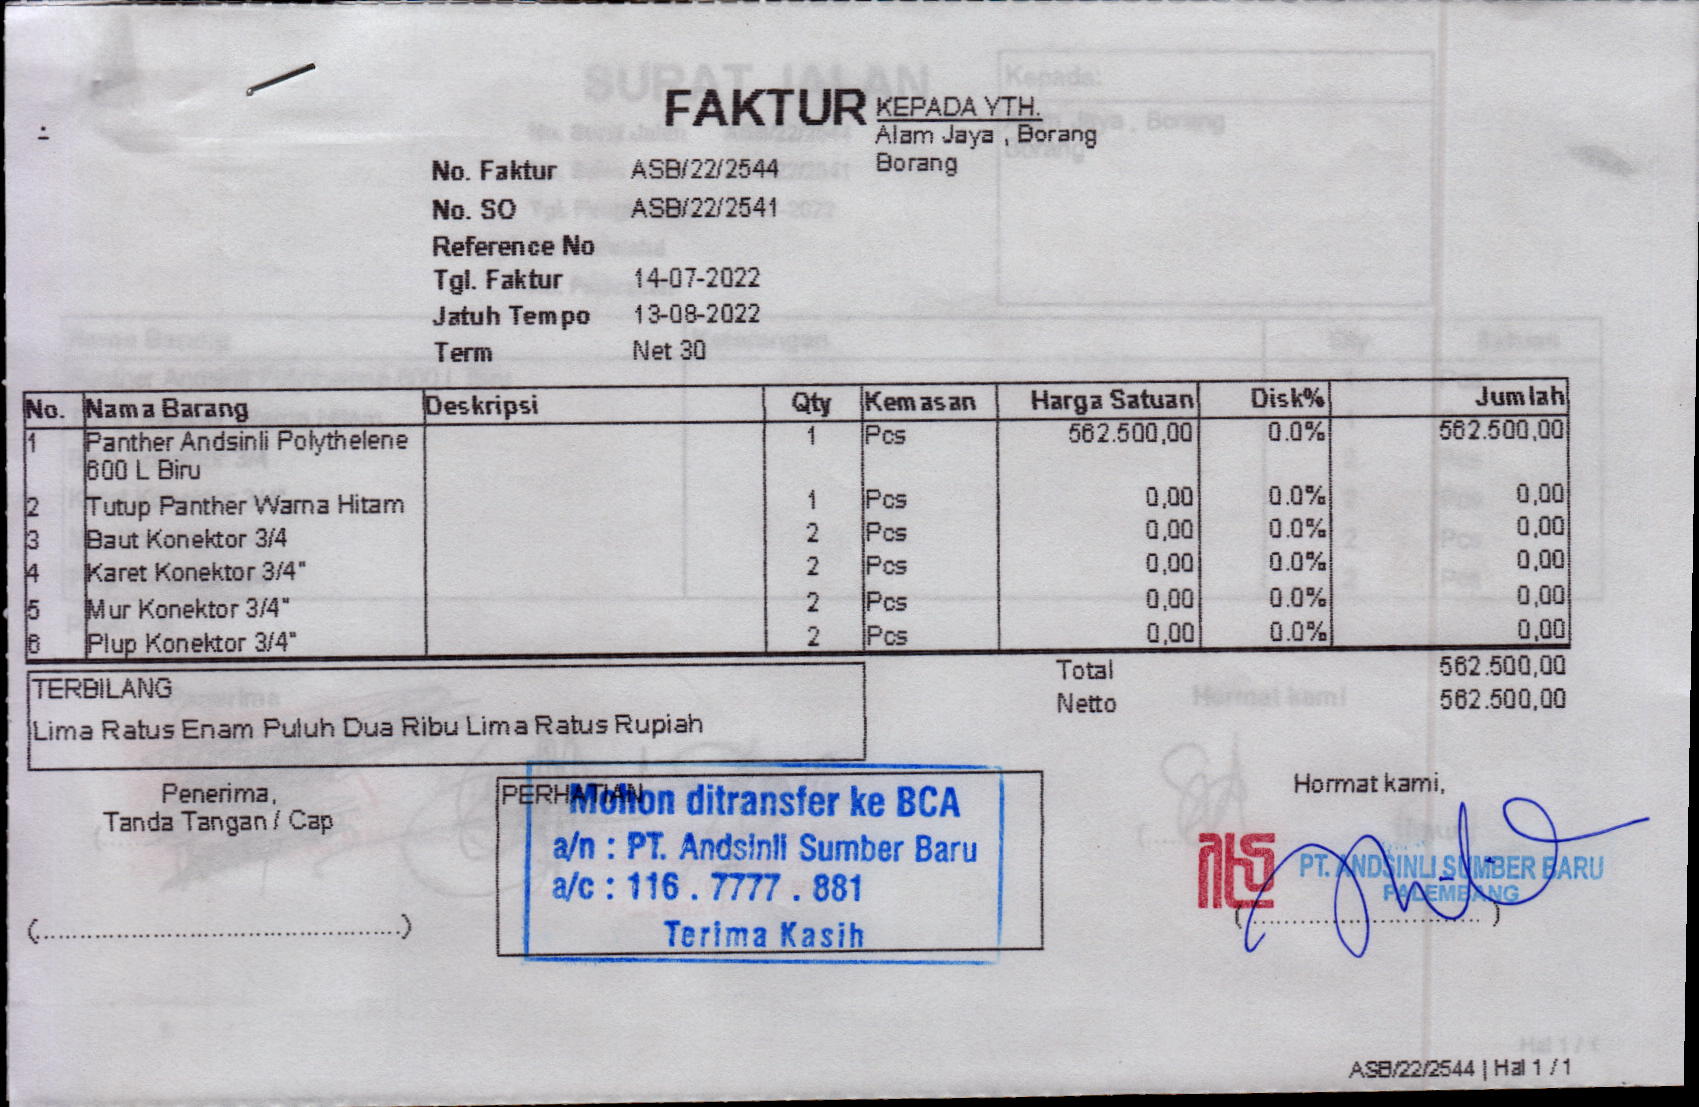 FAKTUR
KEPADA YTH.
Alam Jaya , Borang
Borang
No. Faktur ASB/22/2544
No. SO ASB/22/2541
Reference No
Tgl. Faktur 14-07-2022
Jatuh Tempo 13-08-2022
Term Net 30
No. Nama Barang Deskripsi Qty Kemasan Harga Satuan Disk% Jumlah
1 Panther Andsinli Polythelene 1 Pcs 562.500,00 0.0% 562.500,00
600 L Biru
2 Tutup Panther Warna Hitam 1 Pcs 0,00 0.0% 0,00
3 Baut Konektor 3/4 2 Pcs 0,00 0.0% 0,00
4 Karet Konektor 3/4" 2 Pcs 0,00 0.0% 0,00
5 Mur Konektor 3/4" 2 Pcs 0,00 0.0% 0,00
6 Plup Konektor 3/4" 2 Pcs 0,00 0.0% 0,00
Total 562.500,00
Netto 562.500,00
TERBILANG
Lima Ratus Enam Puluh Dua Ribu Lima Ratus Rupiah
Penerima,
Tanda Tangan / Cap
(..............................................)
PERHATIAN
Mohon ditransfer ke BCA
a/n : PT. Andsinli Sumber Baru
a/c : 116 . 7777 . 881
Terima Kasih
Hormat kami,
PT. ANDSINLI SUMBER BARU
PALEMBANG
(..............................)
ASB/22/2544 | Hal 1 / 1